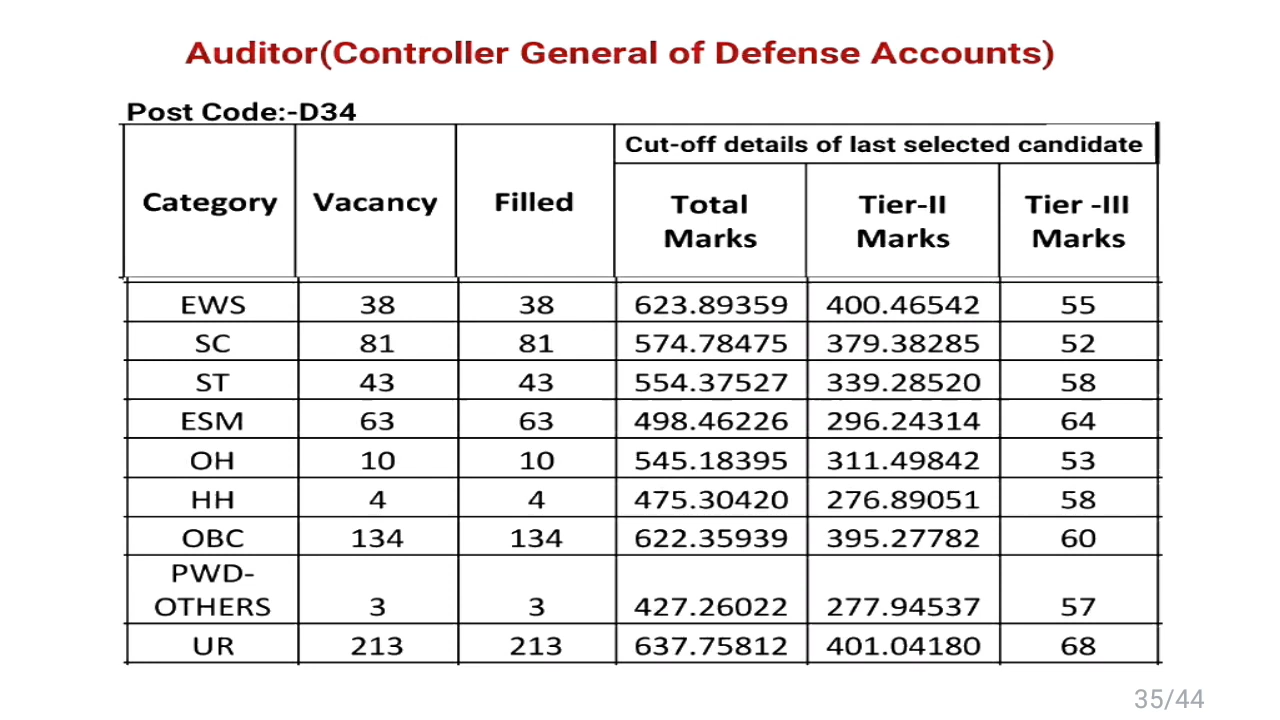 Auditor(Controller General of Defense Accounts)
Post Code:-D34
Category Vacancy Filled Cut-off details of last selected candidate
Total Marks Tier-II Marks Tier -III Marks
EWS 38 38 623.89359 400.46542 55
SC 81 81 574.78475 379.38285 52
ST 43 43 554.37527 339.28520 58
ESM 63 63 498.46226 296.24314 64
OH 10 10 545.18395 311.49842 53
HH 4 4 475.30420 276.89051 58
OBC 134 134 622.35939 395.27782 60
PWD-
OTHERS 3 3 427.26022 277.94537 57
UR 213 213 637.75812 401.04180 68
35/44